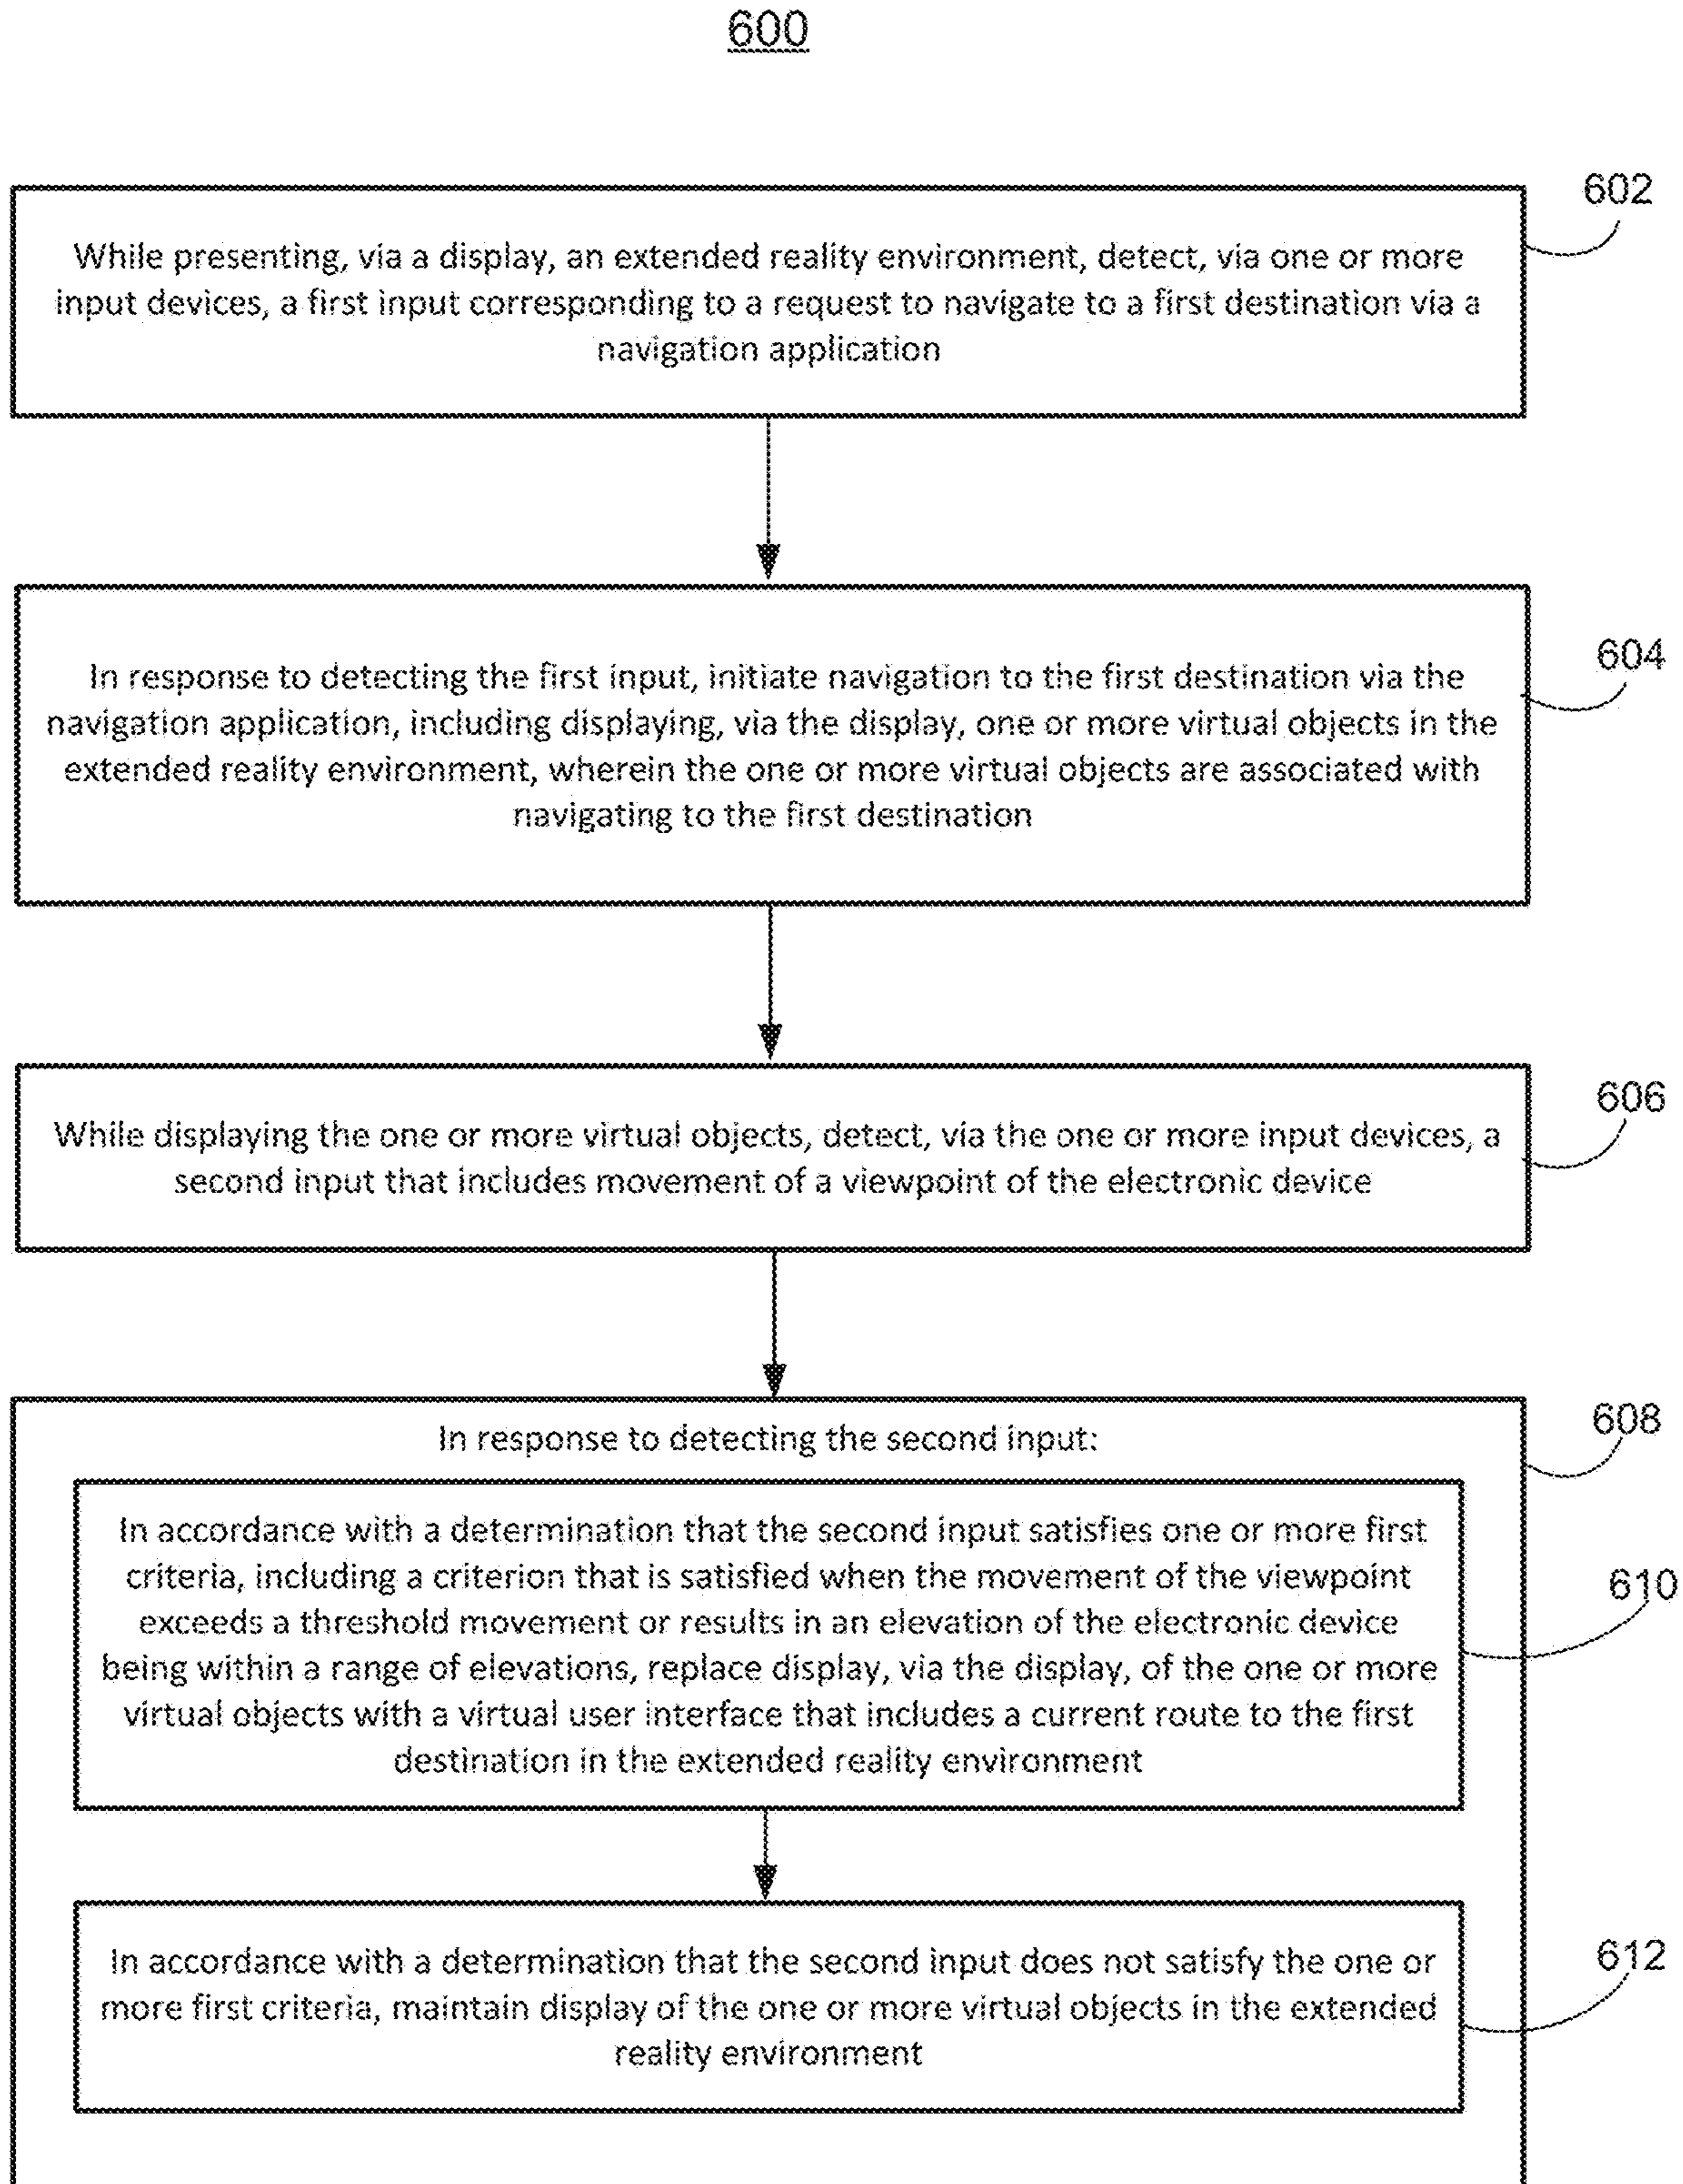 600
602
While presenting, via a display, an extended reality environment, detect, via one or more
input devices, a first input corresponding to a request to navigate to a first destination via a
navigation application
604
In response to detecting the first input, initiate navigation to the first destination via the
navigation application, including displaying, via the display, one or more virtual objects in the
extended reality environment, wherein the one or more virtual objects are associated with
navigating to the first destination
606
While displaying the one or more virtual objects, detect, via the one or more input devices, a
second input that includes movement of a viewpoint of the electronic device
608
In response to detecting the second input:
In accordance with a determination that the second input satisfies one or more first
criteria, including a criterion that is satisfied when the movement of the viewpoint
exceeds a threshold movement or results in an elevation of the electronic device
being within a range of elevations, replace display, via the display, of the one or more
virtual objects with a virtual user interface that includes a current route to the first
destination in the extended reality environment
610
In accordance with a determination that the second input does not satisfy the one or
more first criteria, maintain display of the one or more virtual objects in the extended
reality environment
612